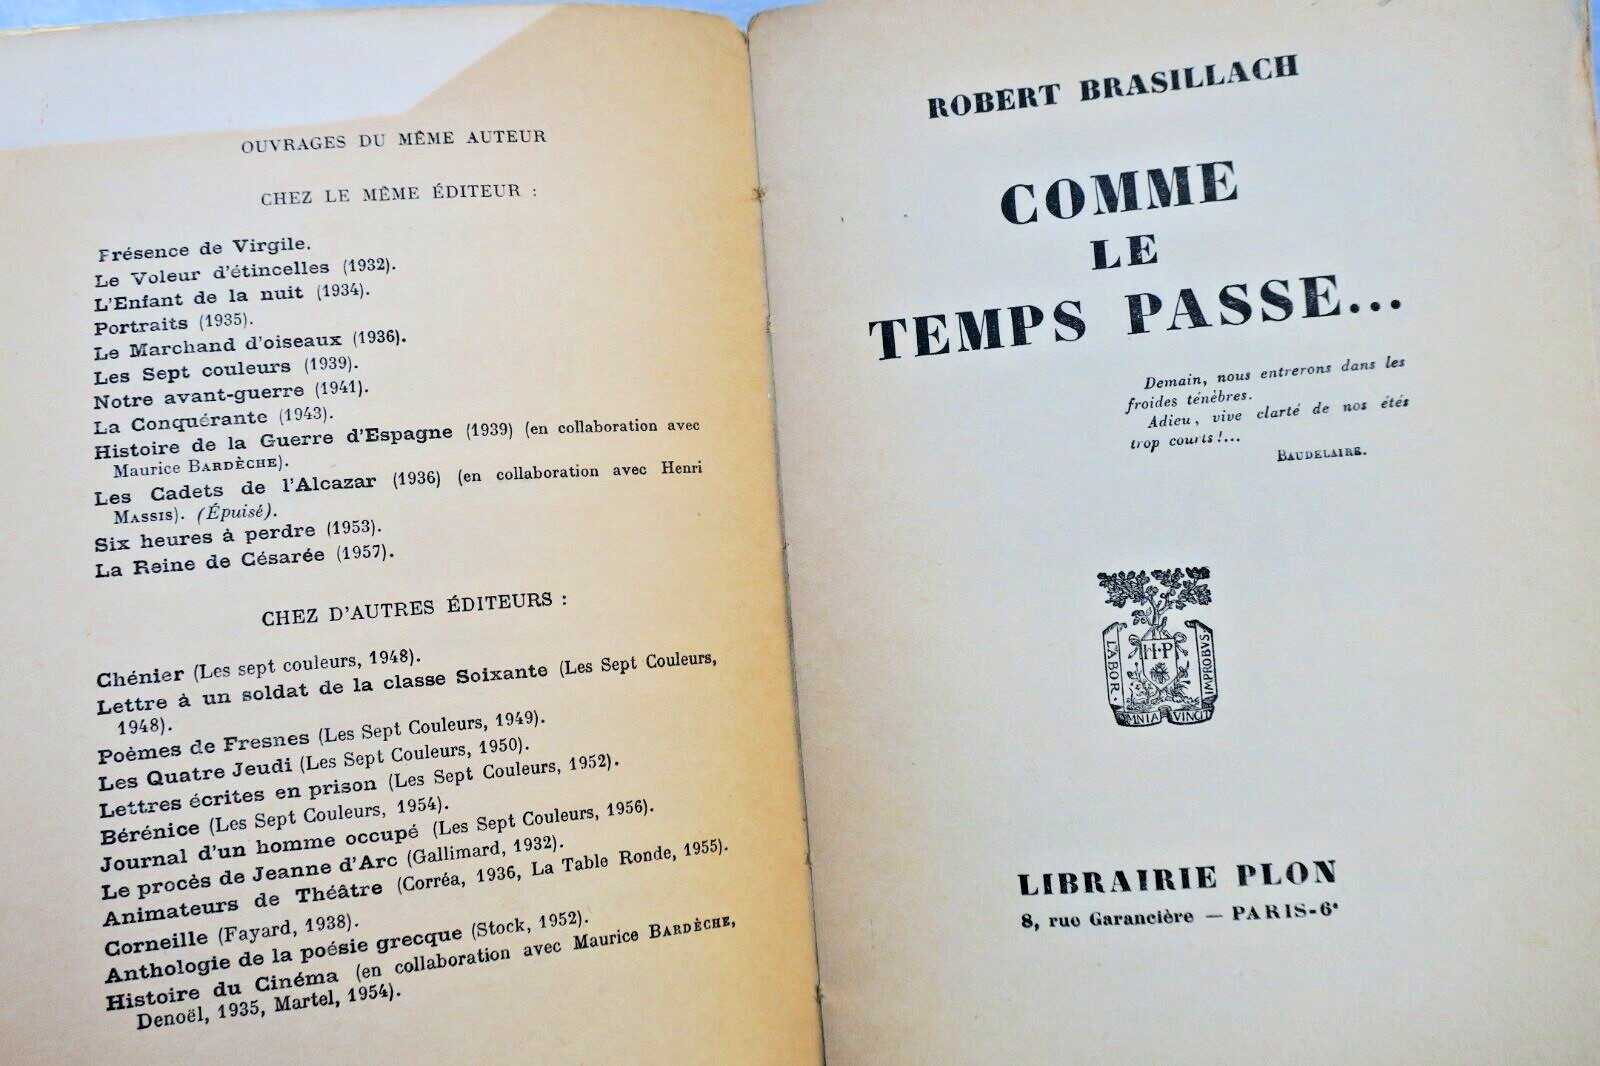 OUVRAGES DU MÊME AUTEUR
CHEZ LE MÊME ÉDITEUR :
Présence de Virgile.
Le Voleur d'étincelles (1932).
L'Enfant de la nuit (1934).
Portraits (1935).
Le Marchand d'oiseaux (1936).
Les Sept couleurs (1939).
Notre avant-guerre (1941).
La Conquérante (1943).
Histoire de la Guerre d'Espagne (1939) (en collaboration avec
Maurice BARDÈCHE).
Les Cadets de l'Alcazar (1936) (en collaboration avec Henri
MASSIS). (Épuisé).
Six heures à perdre (1953).
La Reine de Césarée (1957).
CHEZ D'AUTRES ÉDITEURS :
Chénier (Les sept couleurs, 1948).
Lettre à un soldat de la classe Soixante (Les Sept Couleurs,
1948).
Poèmes de Fresnes (Les Sept Couleurs, 1949).
Les Quatre Jeudi (Les Sept Couleurs, 1950).
Lettres écrites en prison (Les Sept Couleurs, 1952).
Bérénice (Les Sept Couleurs, 1954).
Journal d'un homme occupé (Les Sept Couleurs, 1956).
Le procès de Jeanne d'Arc (Gallimard, 1932).
Animateurs de Théâtre (Corréa, 1936, La Table Ronde, 1955).
Corneille (Fayard, 1938).
Anthologie de la poésie grecque (Stock, 1952).
Histoire du Cinéma (en collaboration avec Maurice BARDÈCHE,
Denoël, 1935, Martel, 1954).
ROBERT BRASILLACH
COMME
LE
TEMPS PASSE...
Demain, nous entrerons dans les
froides ténèbres.
Adieu, vive clarté de nos étés
trop courts!...
BAUDELAIRE.
H·P
LABOR·
OMNIA VINCIT
IMPROBVS
LIBRAIRIE PLON
8, rue Garancière — PARIS-6e